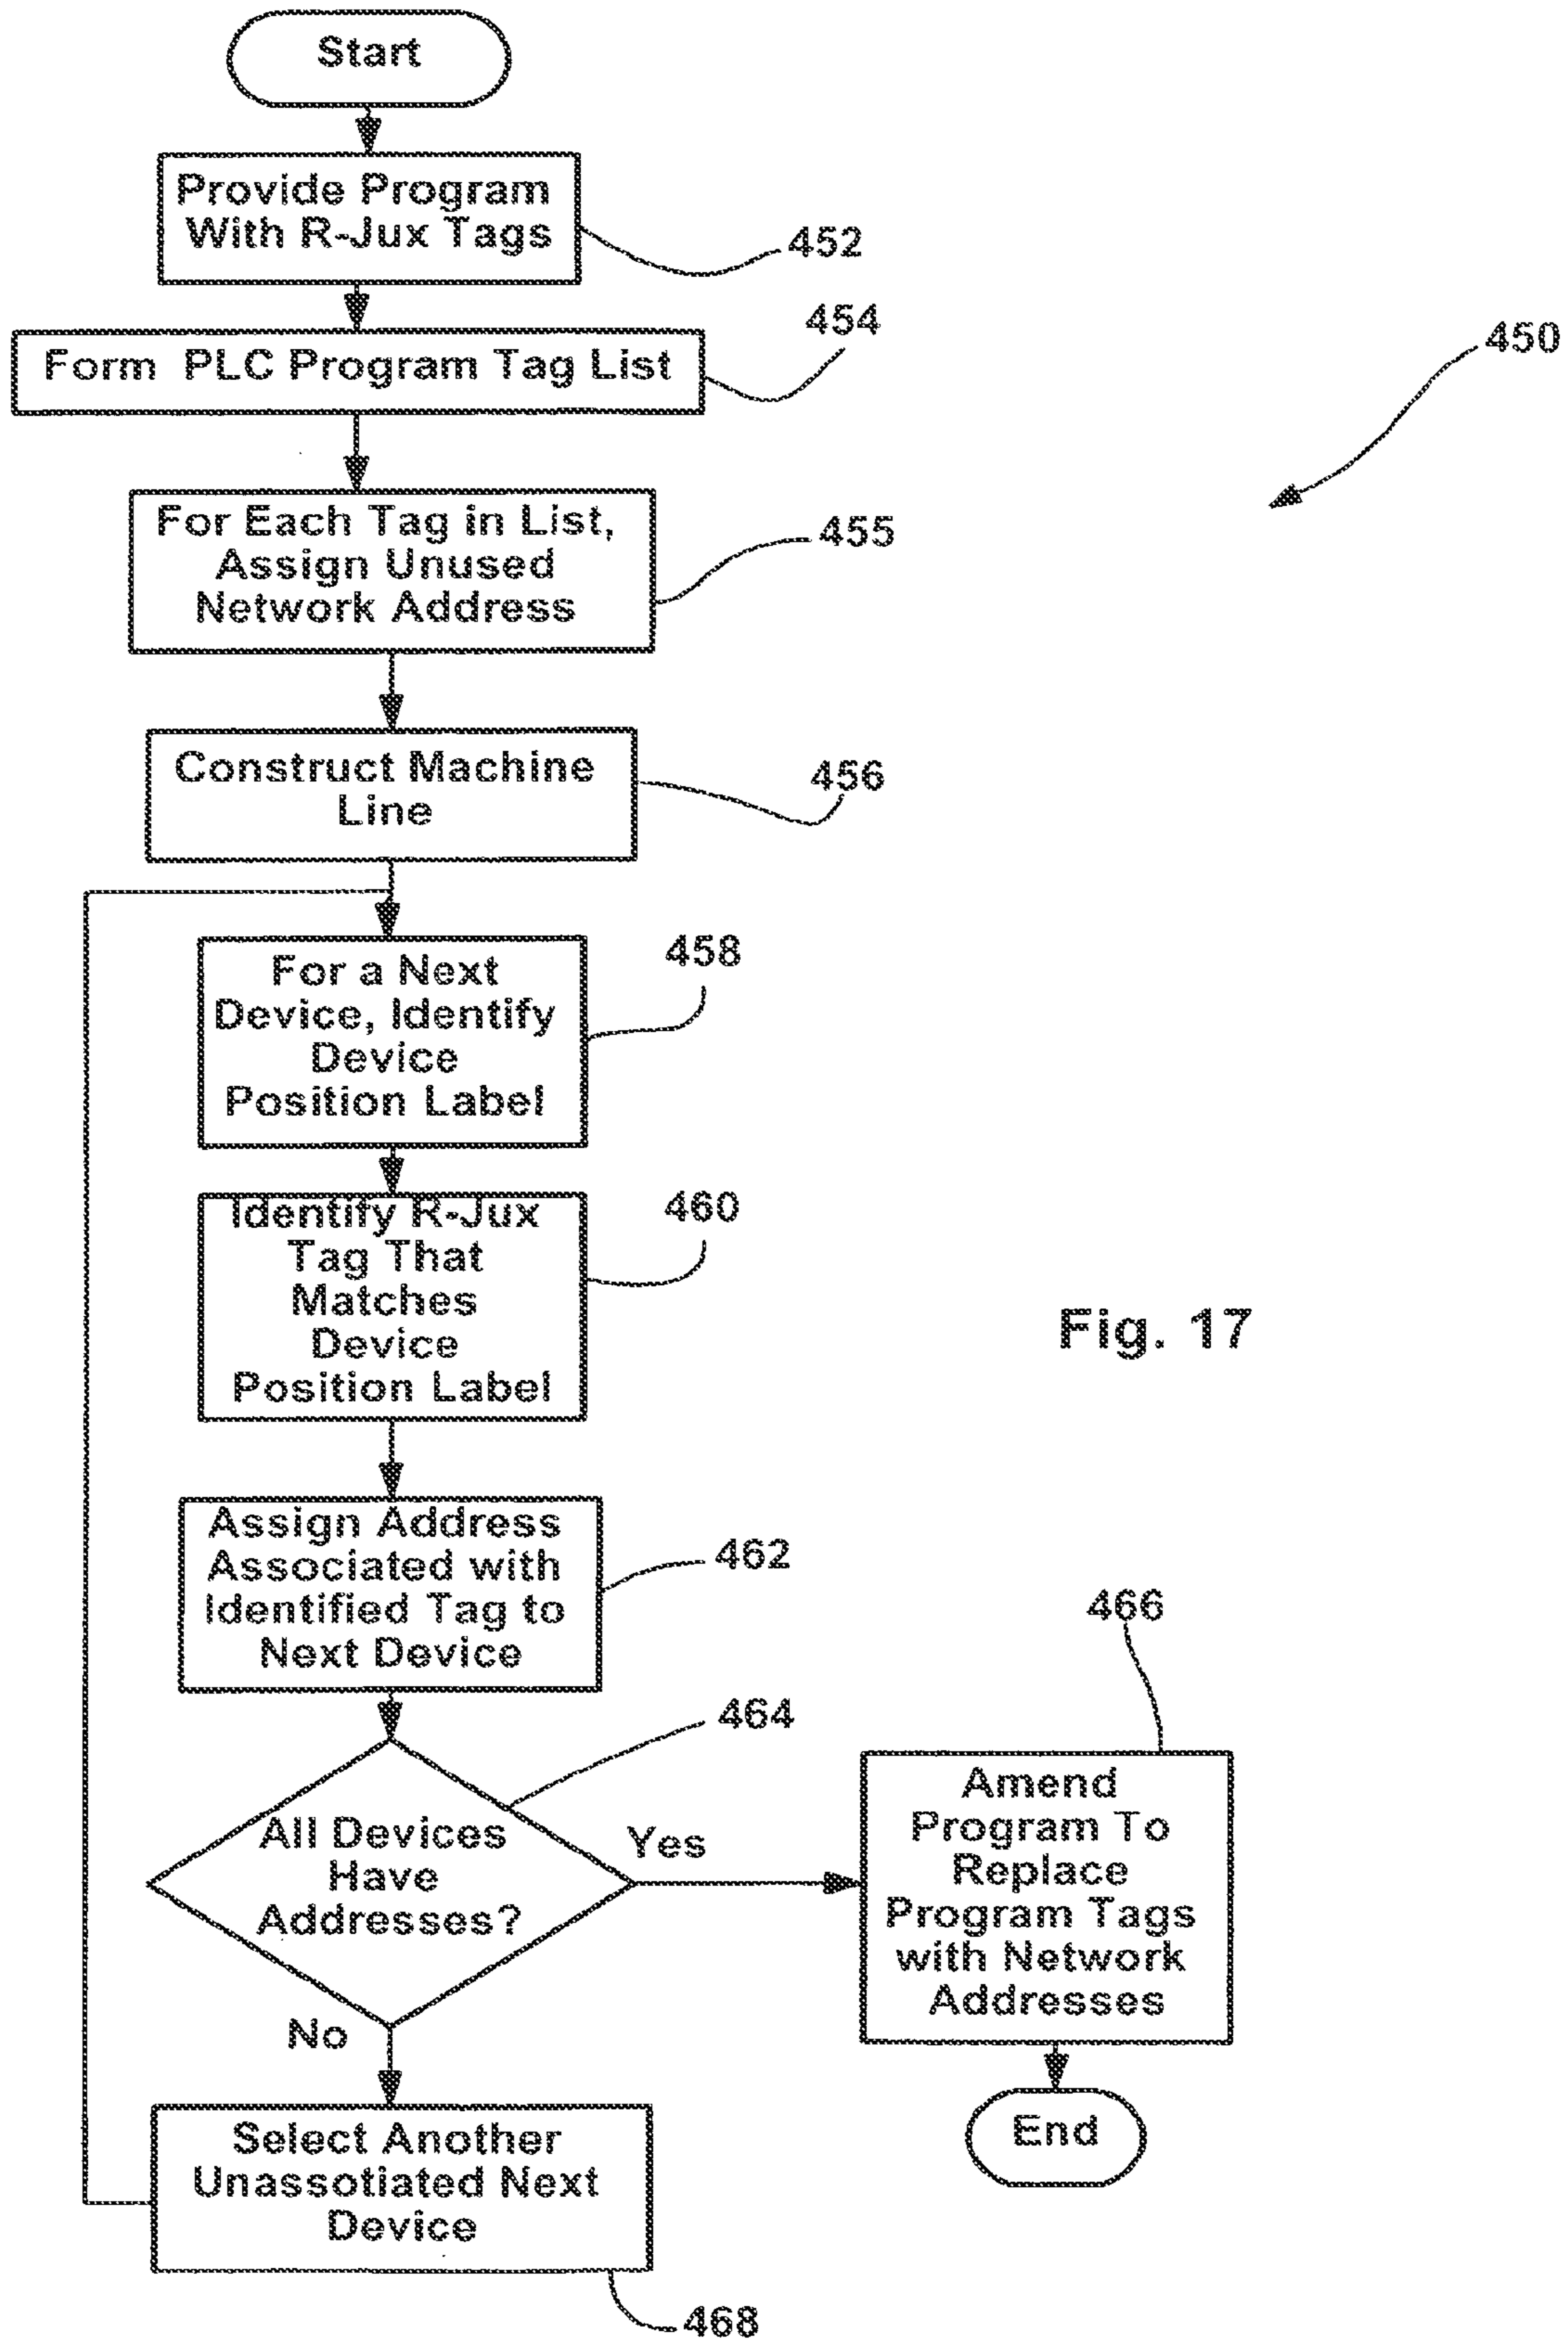 Start
Provide Program
With R-Jux Tags
452
454
Form PLC Program Tag List
450
For Each Tag in List,
Assign Unused
Network Address
455
Construct Machine
Line
456
For a Next
Device, Identify
Device
Position Label
458
Identify R-Jux
Tag That
Matches
Device
Position Label
460
Fig. 17
Assign Address
Associated with
Identified Tag to
Next Device
462
464
All Devices
Have
Addresses?
Yes
No
466
Amend
Program To
Replace
Program Tags
with Network
Addresses
End
Select Another
Unassotiated Next
Device
468